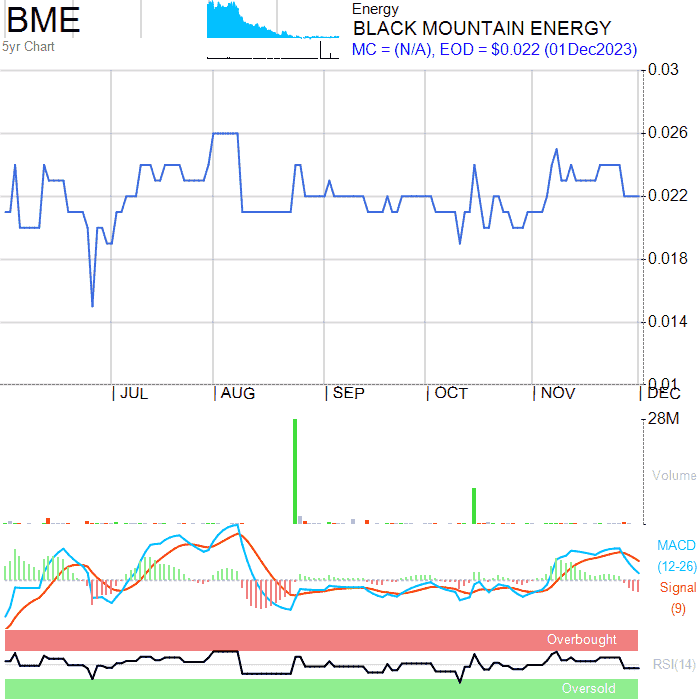 BME
5yr Chart
Energy
BLACK MOUNTAIN ENERGY
MC = (N/A), EOD = $0.022 (01Dec2023)
0.03
0.026
0.022
0.018
0.014
0.01
JUL AUG SEP OCT NOV DEC
28M
Volume
MACD
(12-26)
Signal
(9)
Overbought
RSI(14)
Oversold